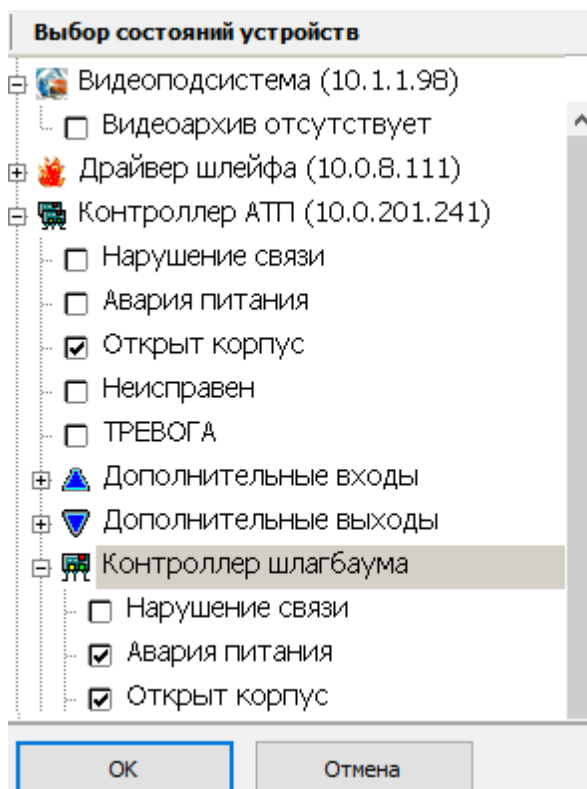 Выбор состояний устройств
Видеоподсистема (10.1.1.98)
Видеоархив отсутствует
Драйвер шлейфа (10.0.8.111)
Контроллер АТП (10.0.201.241)
Нарушение связи
Авария питания
Открыт корпус
Неисправен
ТРЕВОГА
Дополнительные входы
Дополнительные выходы
Контроллер шлагбаума
Нарушение связи
Авария питания
Открыт корпус
ОК Отмена